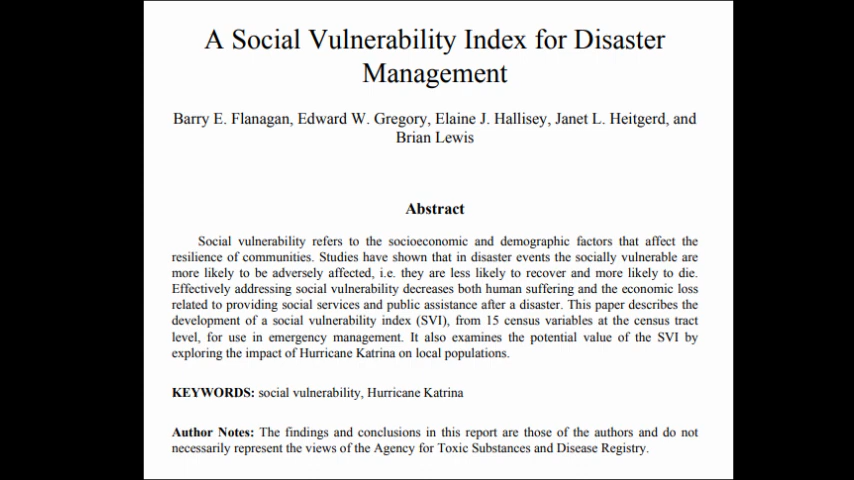 A Social Vulnerability Index for Disaster
Management
Barry E. Flanagan, Edward W. Gregory, Elaine J. Hallisey, Janet L. Heitgerd, and
Brian Lewis
Abstract
Social vulnerability refers to the socioeconomic and demographic factors that affect the
resilience of communities. Studies have shown that in disaster events the socially vulnerable are
more likely to be adversely affected, i.e. they are less likely to recover and more likely to die.
Effectively addressing social vulnerability decreases both human suffering and the economic loss
related to providing social services and public assistance after a disaster. This paper describes the
development of a social vulnerability index (SVI), from 15 census variables at the census tract
level, for use in emergency management. It also examines the potential value of the SVI by
exploring the impact of Hurricane Katrina on local populations.
KEYWORDS: social vulnerability, Hurricane Katrina
Author Notes: The findings and conclusions in this report are those of the authors and do not
necessarily represent the views of the Agency for Toxic Substances and Disease Registry.